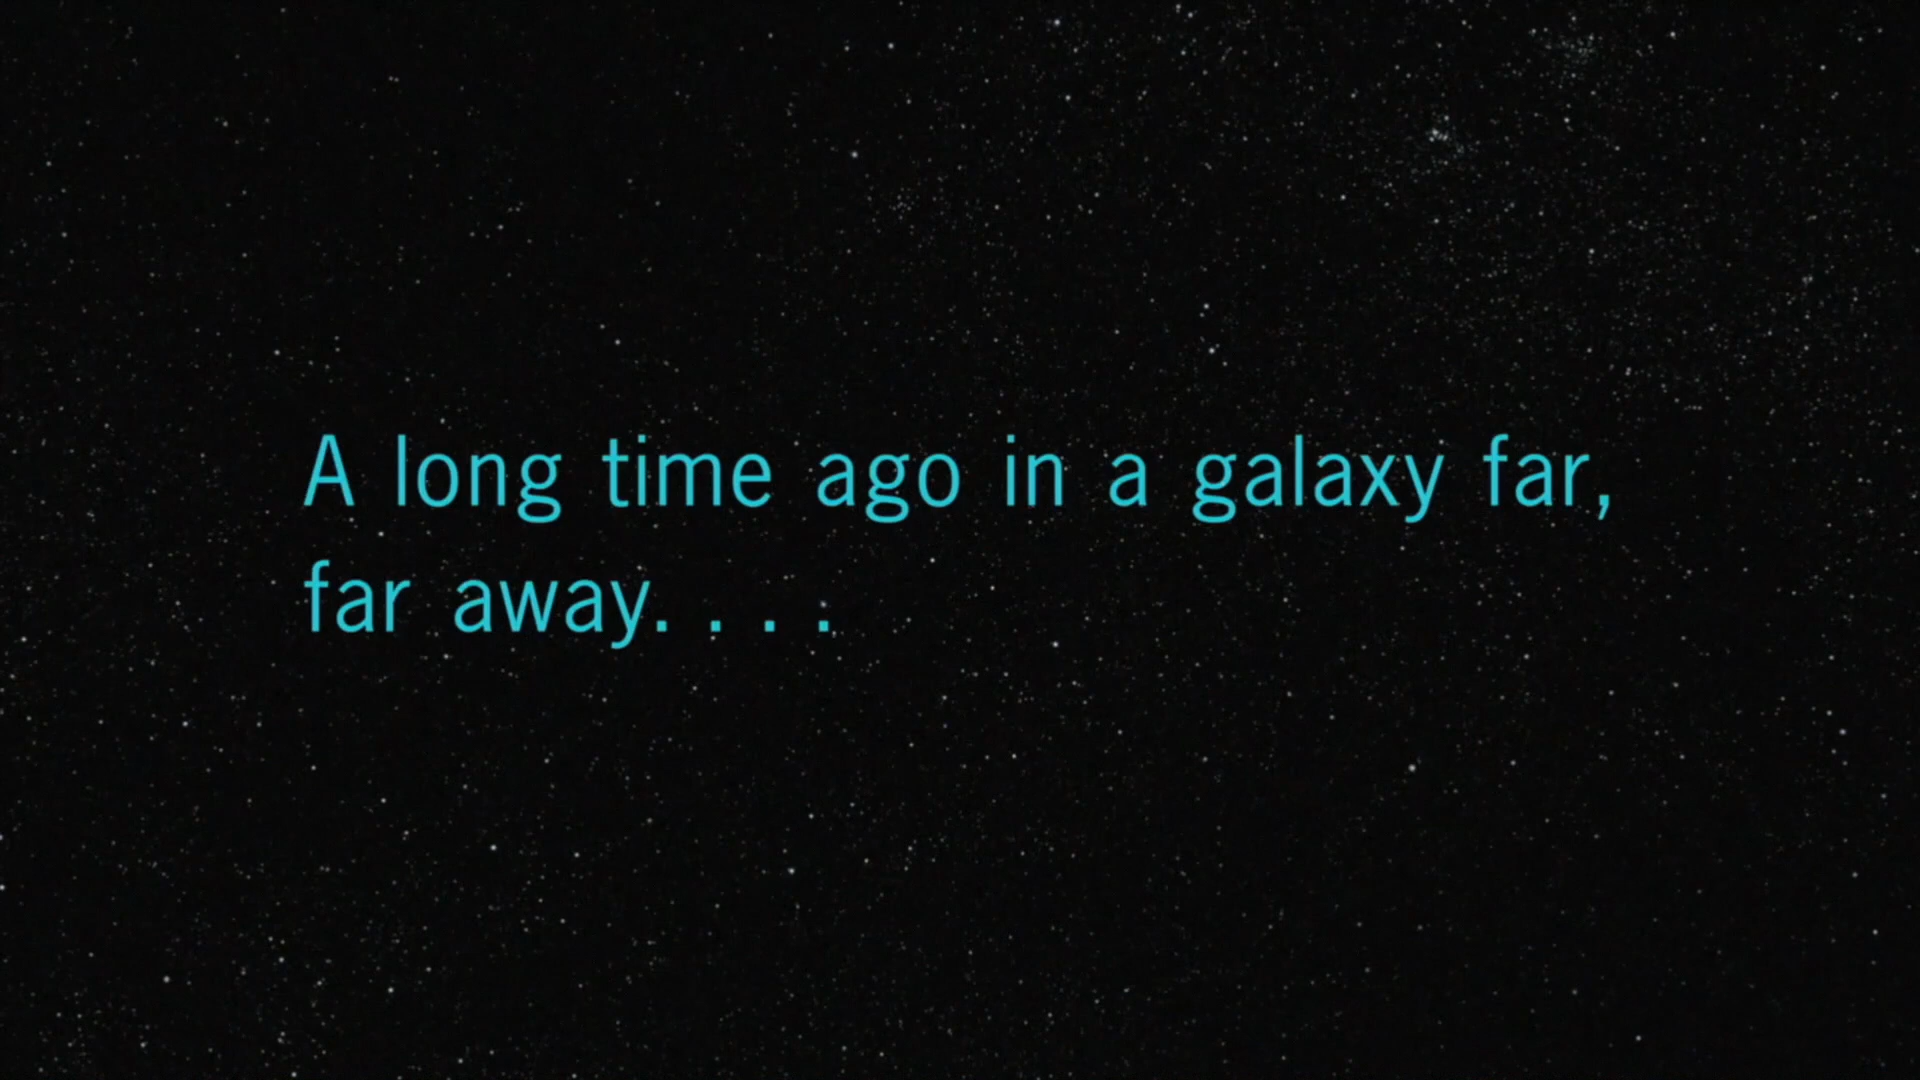 A long time ago in a galaxy far,
far away. . . .